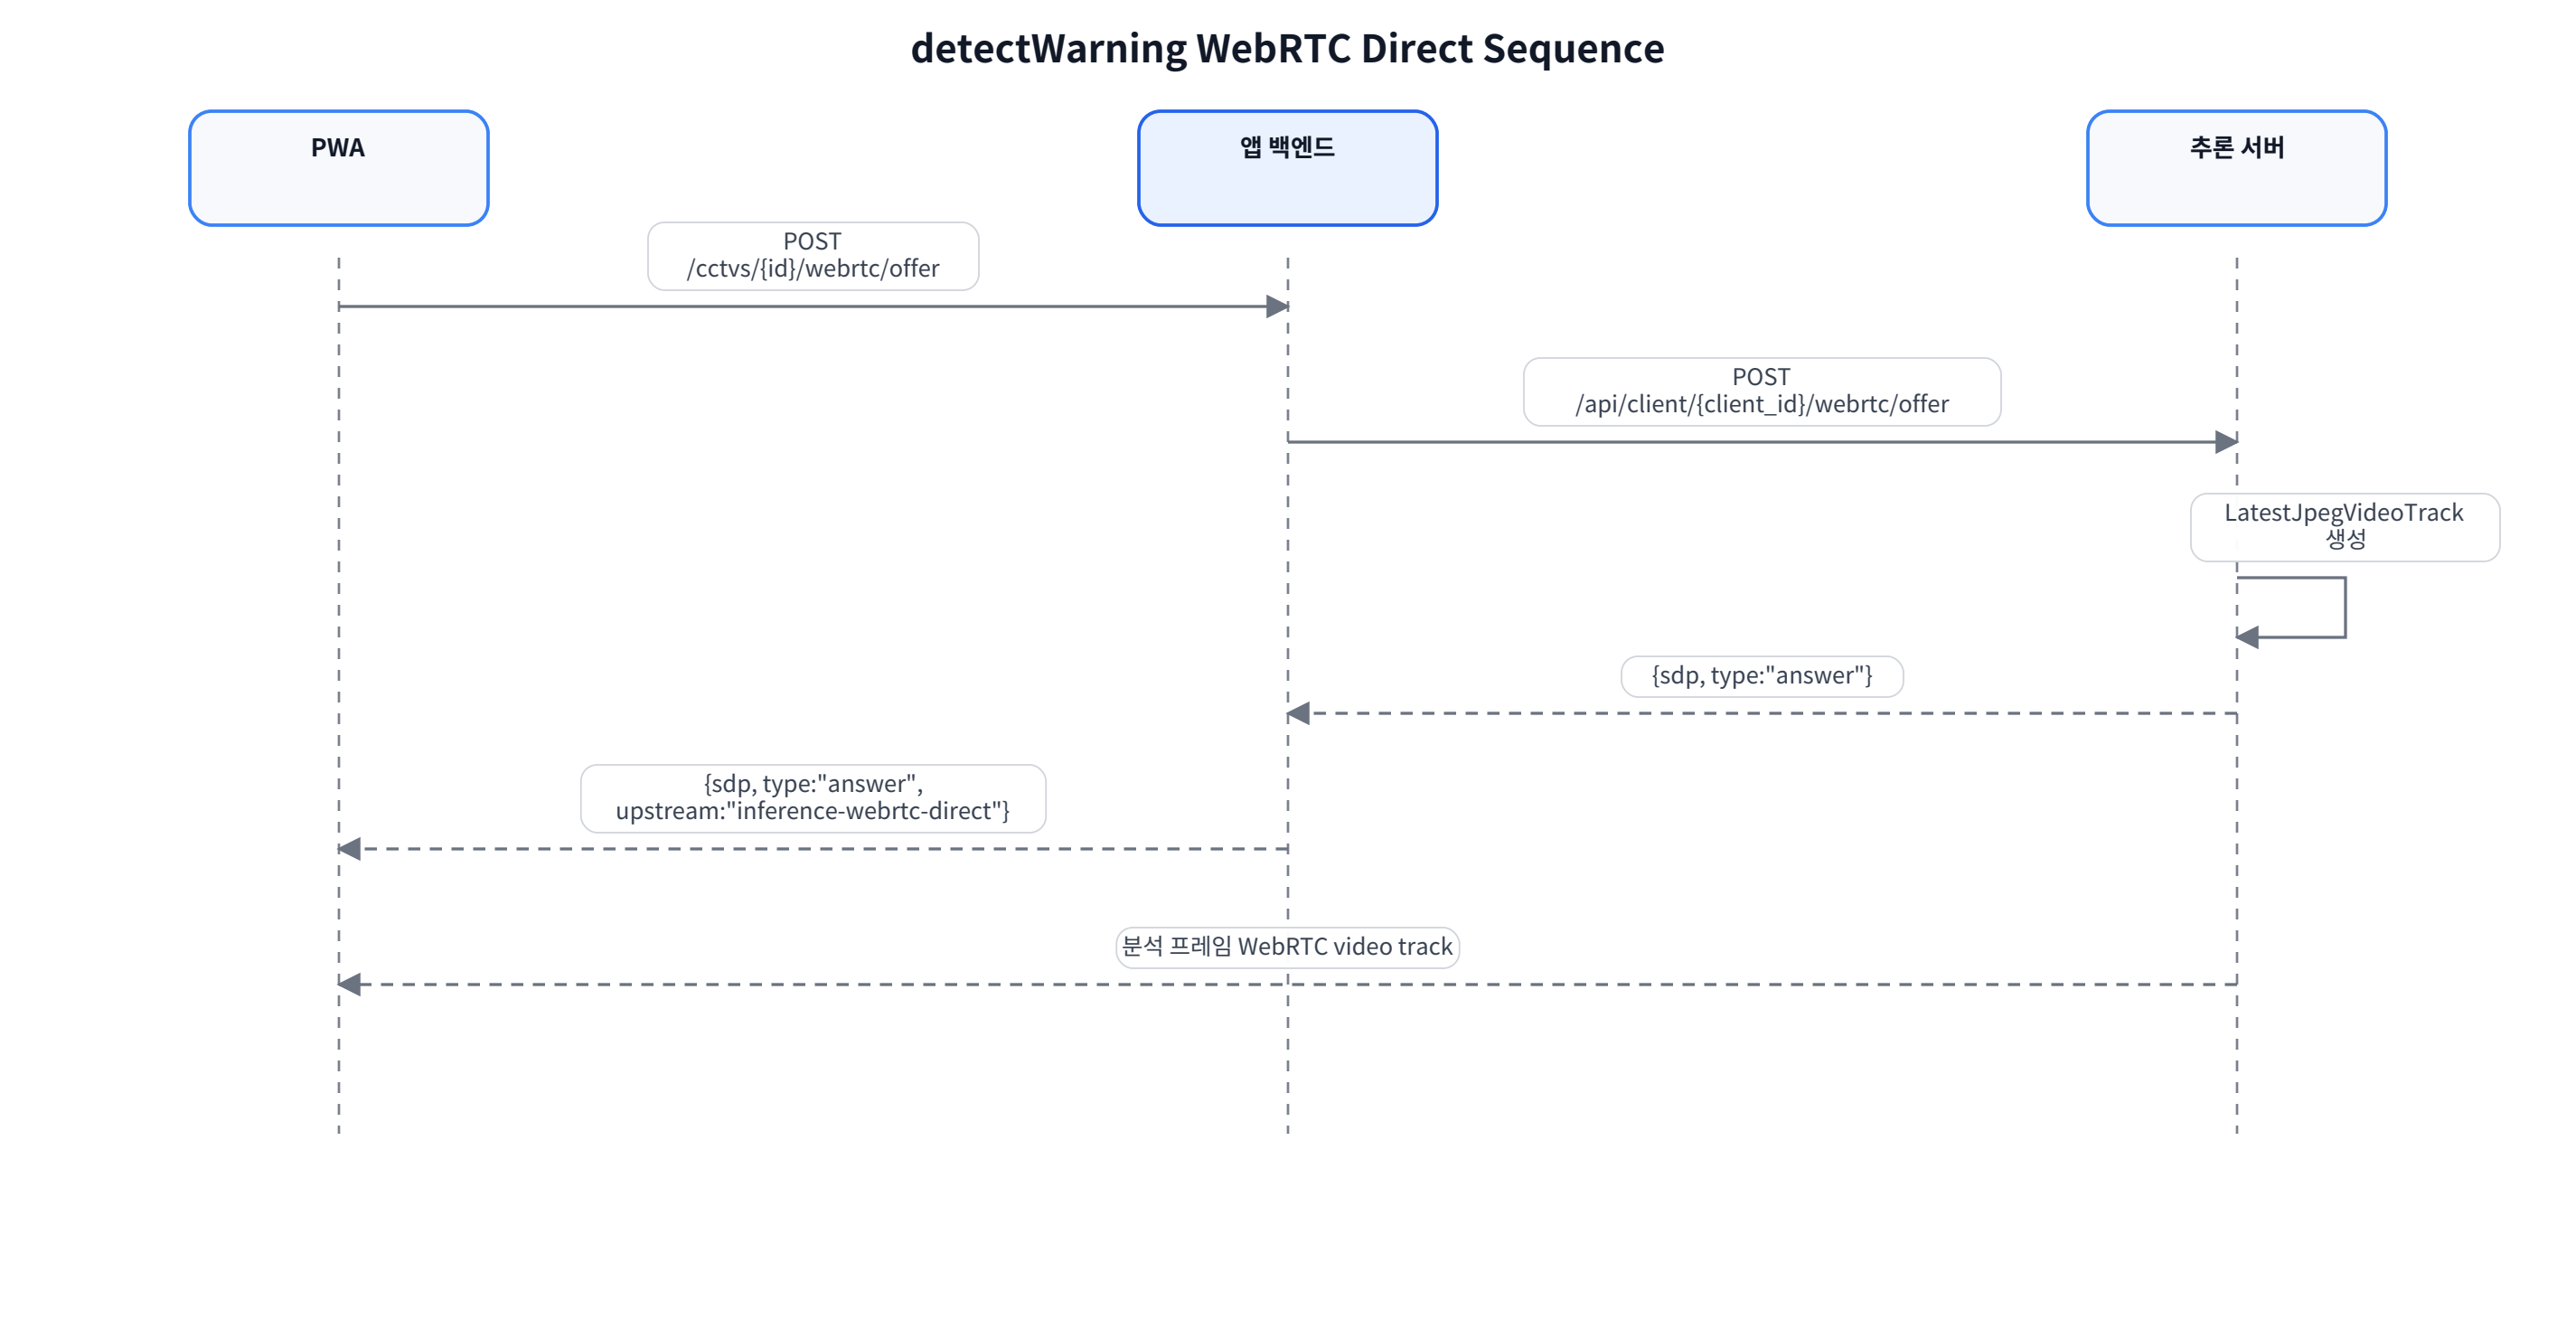 detectWarning WebRTC Direct Sequence
PWA
앱 백엔드
추론 서버
POST
/cctvs/{id}/webrtc/offer
POST
/api/client/{client_id}/webrtc/offer
LatestJpegVideoTrack
생성
{sdp, type:"answer"}
{sdp, type:"answer",
upstream:"inference-webrtc-direct"}
분석 프레임 WebRTC video track